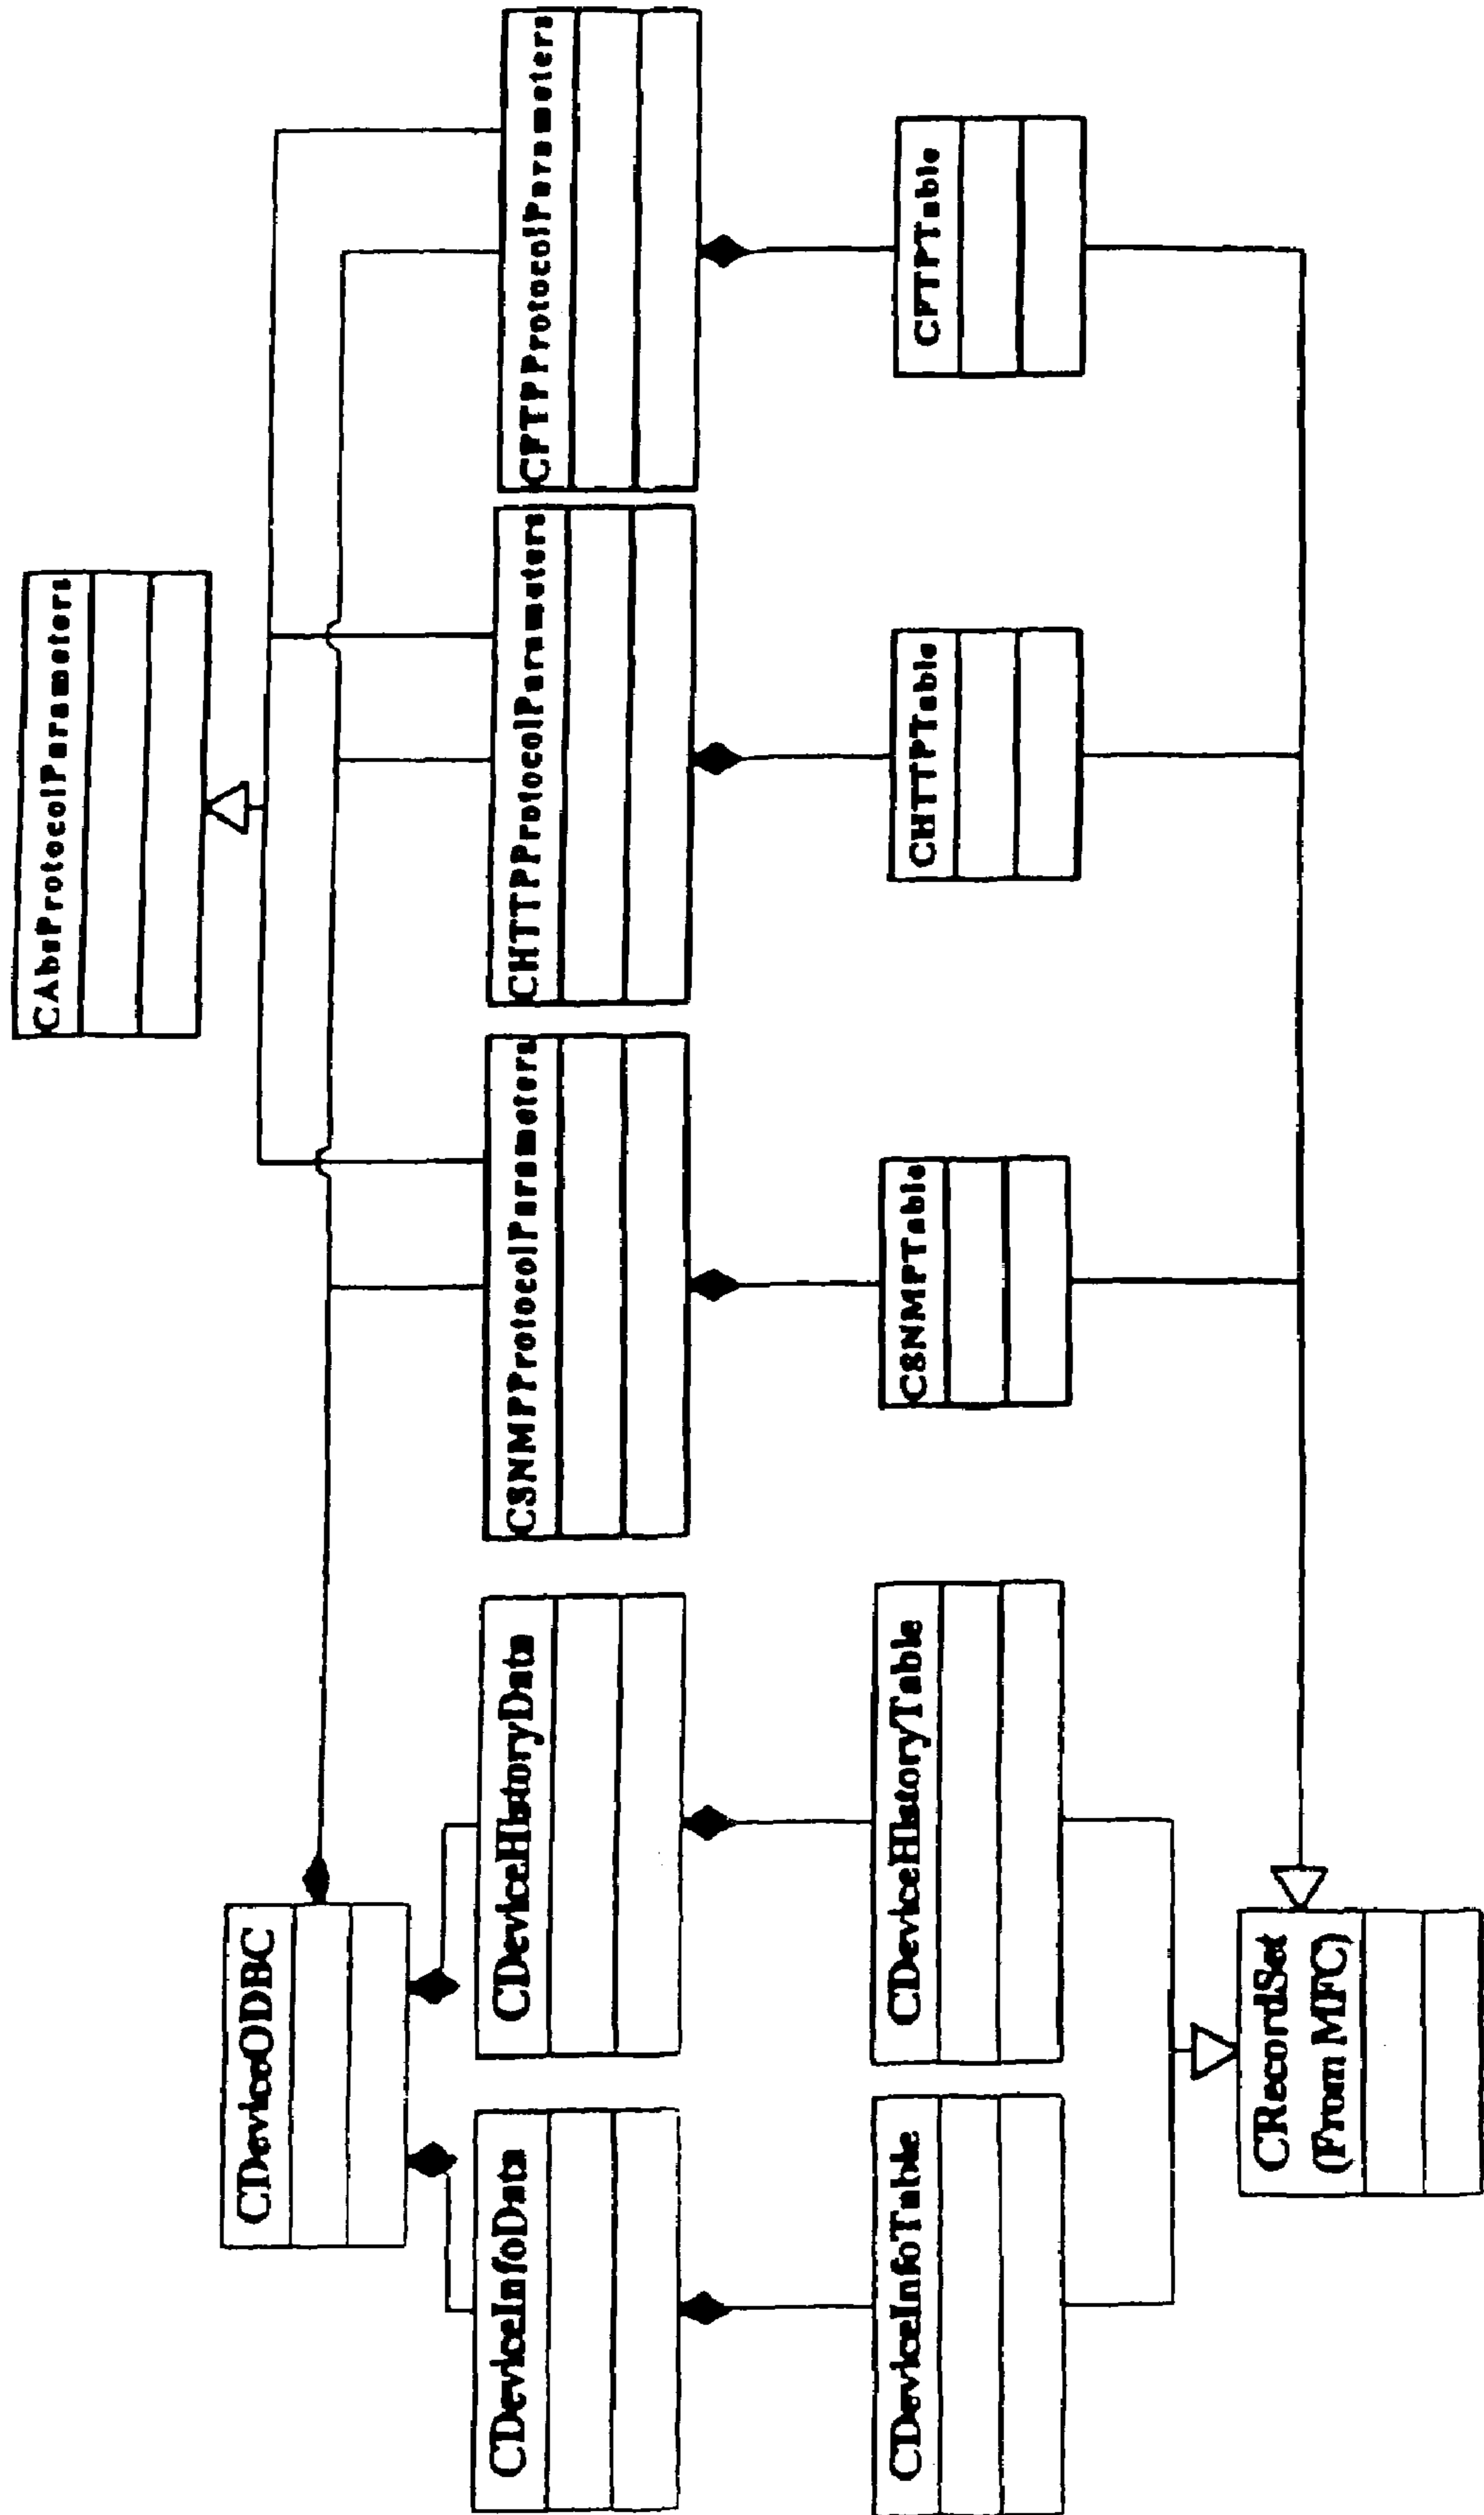 CAbsProtocolParameters
CDeviceODBC
CDeviceInfoData
CDeviceHistoryData
CSNMPProtocolParameters
CHTTPProtocolParameters
CFTPProtocolParameters
CDeviceInfoTable
CDeviceHistoryTable
CSNMPTable
CHTTPTable
CFTPTable
CRecordSet
(From MFC)